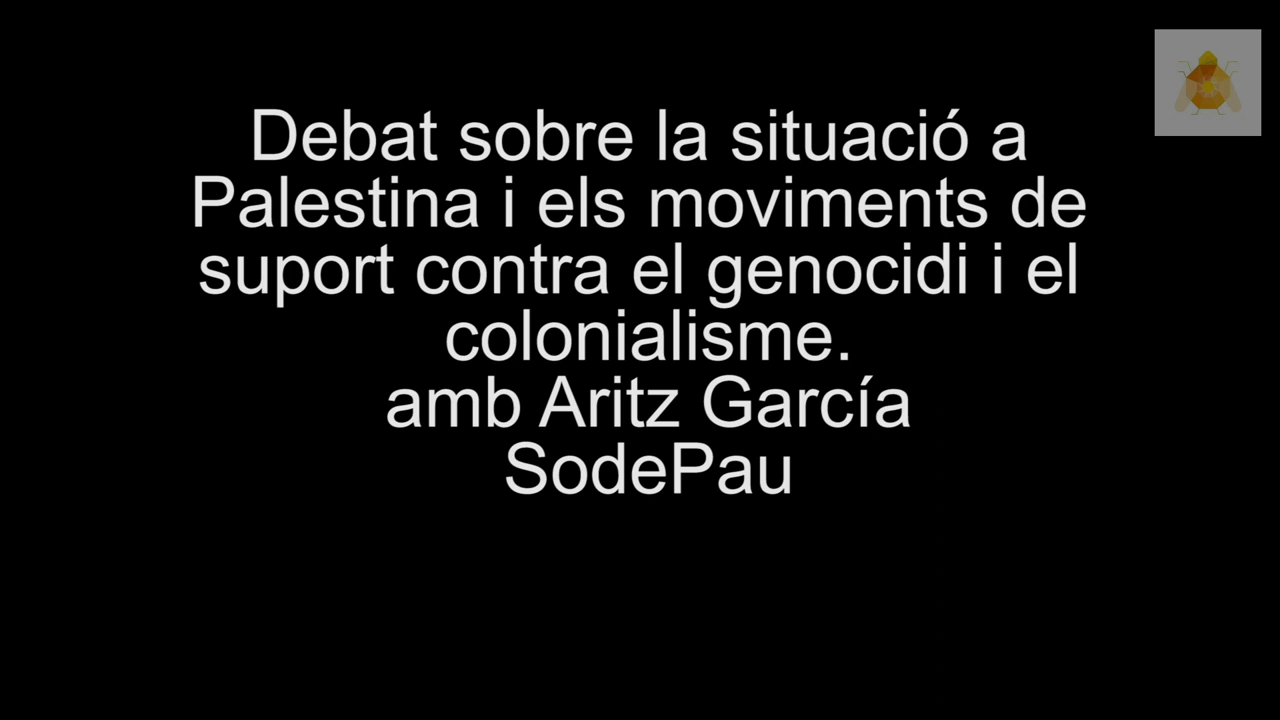 Debat sobre la situació a
Palestina i els moviments de
suport contra el genocidi i el
colonialisme.
amb Aritz García
SodePau